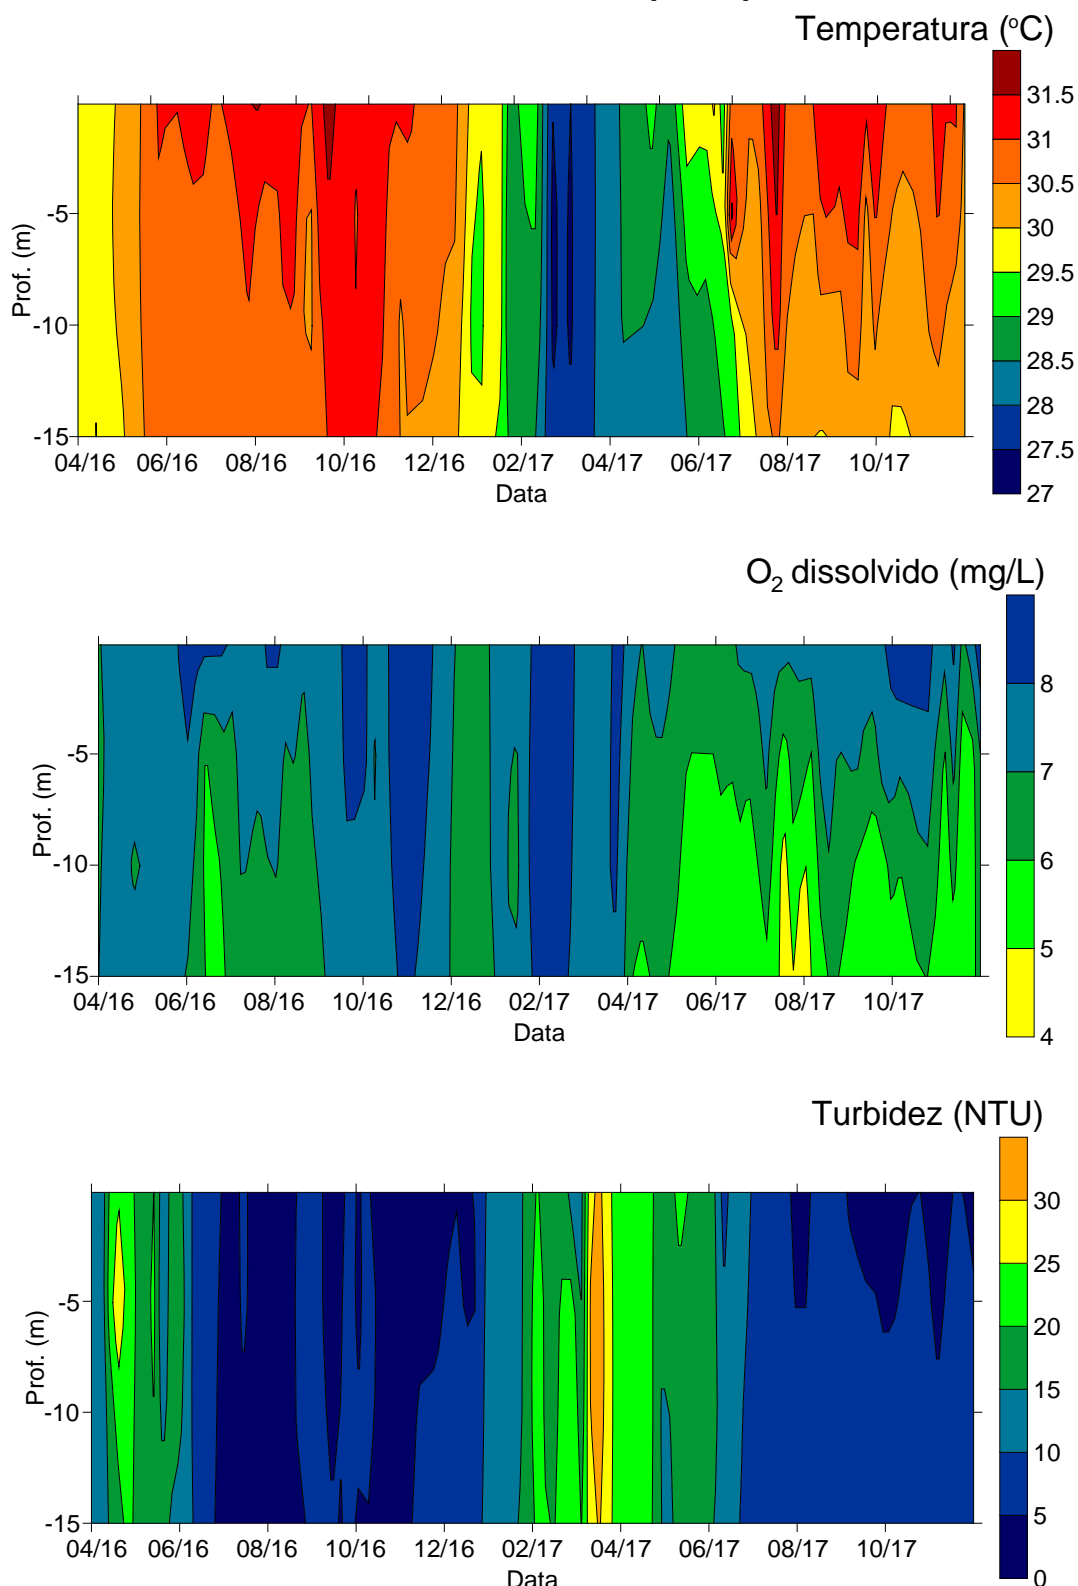 Temperatura (°C)
31.5
31
30.5
30
29.5
29
28.5
28
27.5
27
Prof. (m)
-5
-10
-15
04/16 06/16 08/16 10/16 12/16 02/17 04/17 06/17 08/17 10/17
Data
O2 dissolvido (mg/L)
8
7
6
5
4
Prof. (m)
-5
-10
-15
04/16 06/16 08/16 10/16 12/16 02/17 04/17 06/17 08/17 10/17
Data
Turbidez (NTU)
30
25
20
15
10
5
0
Prof. (m)
-5
-10
-15
04/16 06/16 08/16 10/16 12/16 02/17 04/17 06/17 08/17 10/17
Data